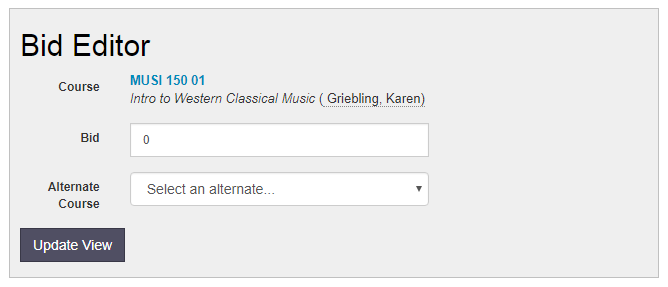 Bid Editor
Course
MUSI 150 01
Intro to Western Classical Music ( Griebling, Karen)
Bid
0
Alternate
Course
Select an alternate...
Update View